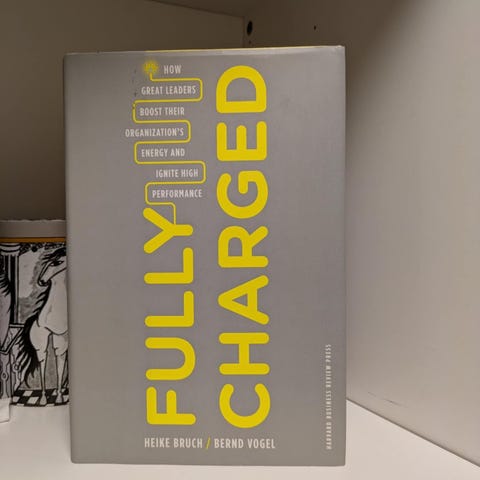 HOW
GREAT LEADERS
BOOST THEIR
ORGANIZATION'S
ENERGY AND
IGNITE HIGH
PERFORMANCE
FULLY
CHARGED
HEIKE BRUCH / BERND VOGEL
HARVARD BUSINESS REVIEW PRESS